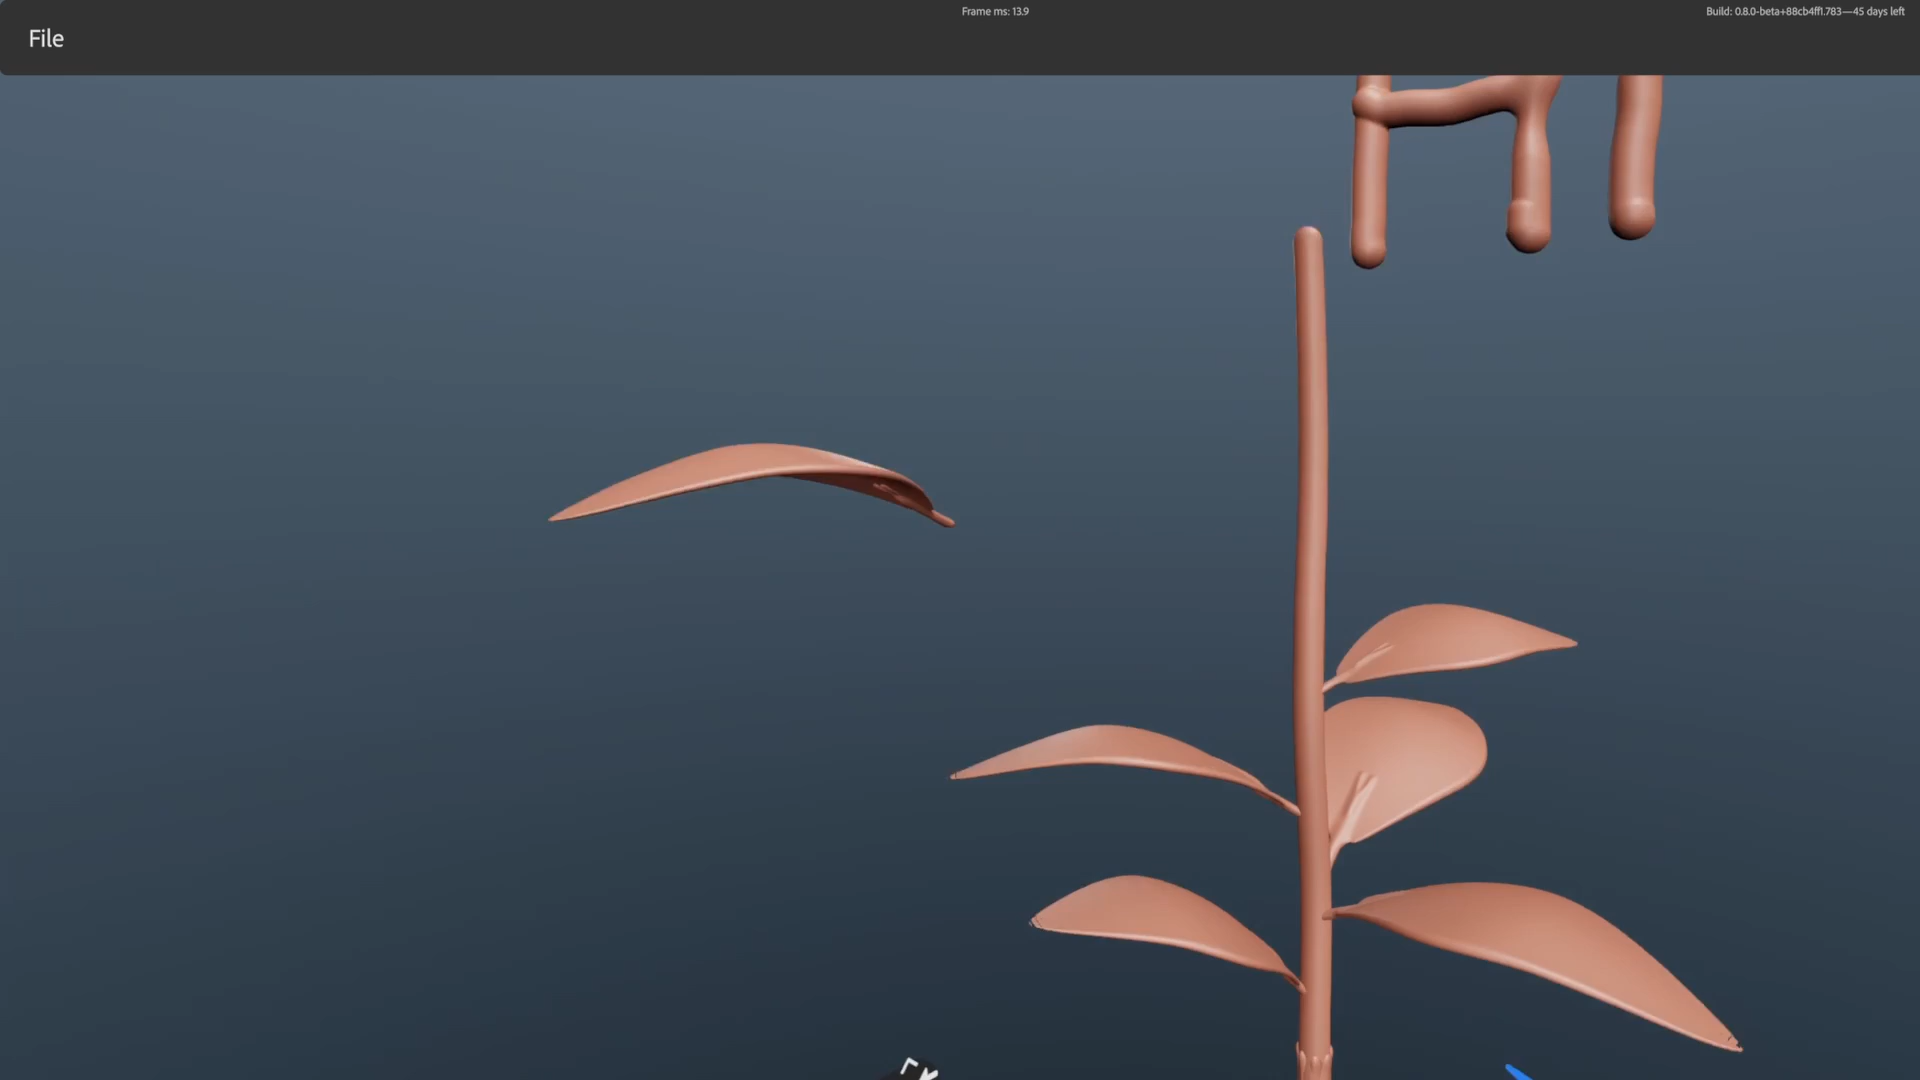 Frame ms: 13.9
Build: 0.8.0-beta+88cb4ff1.783—45 days left
File